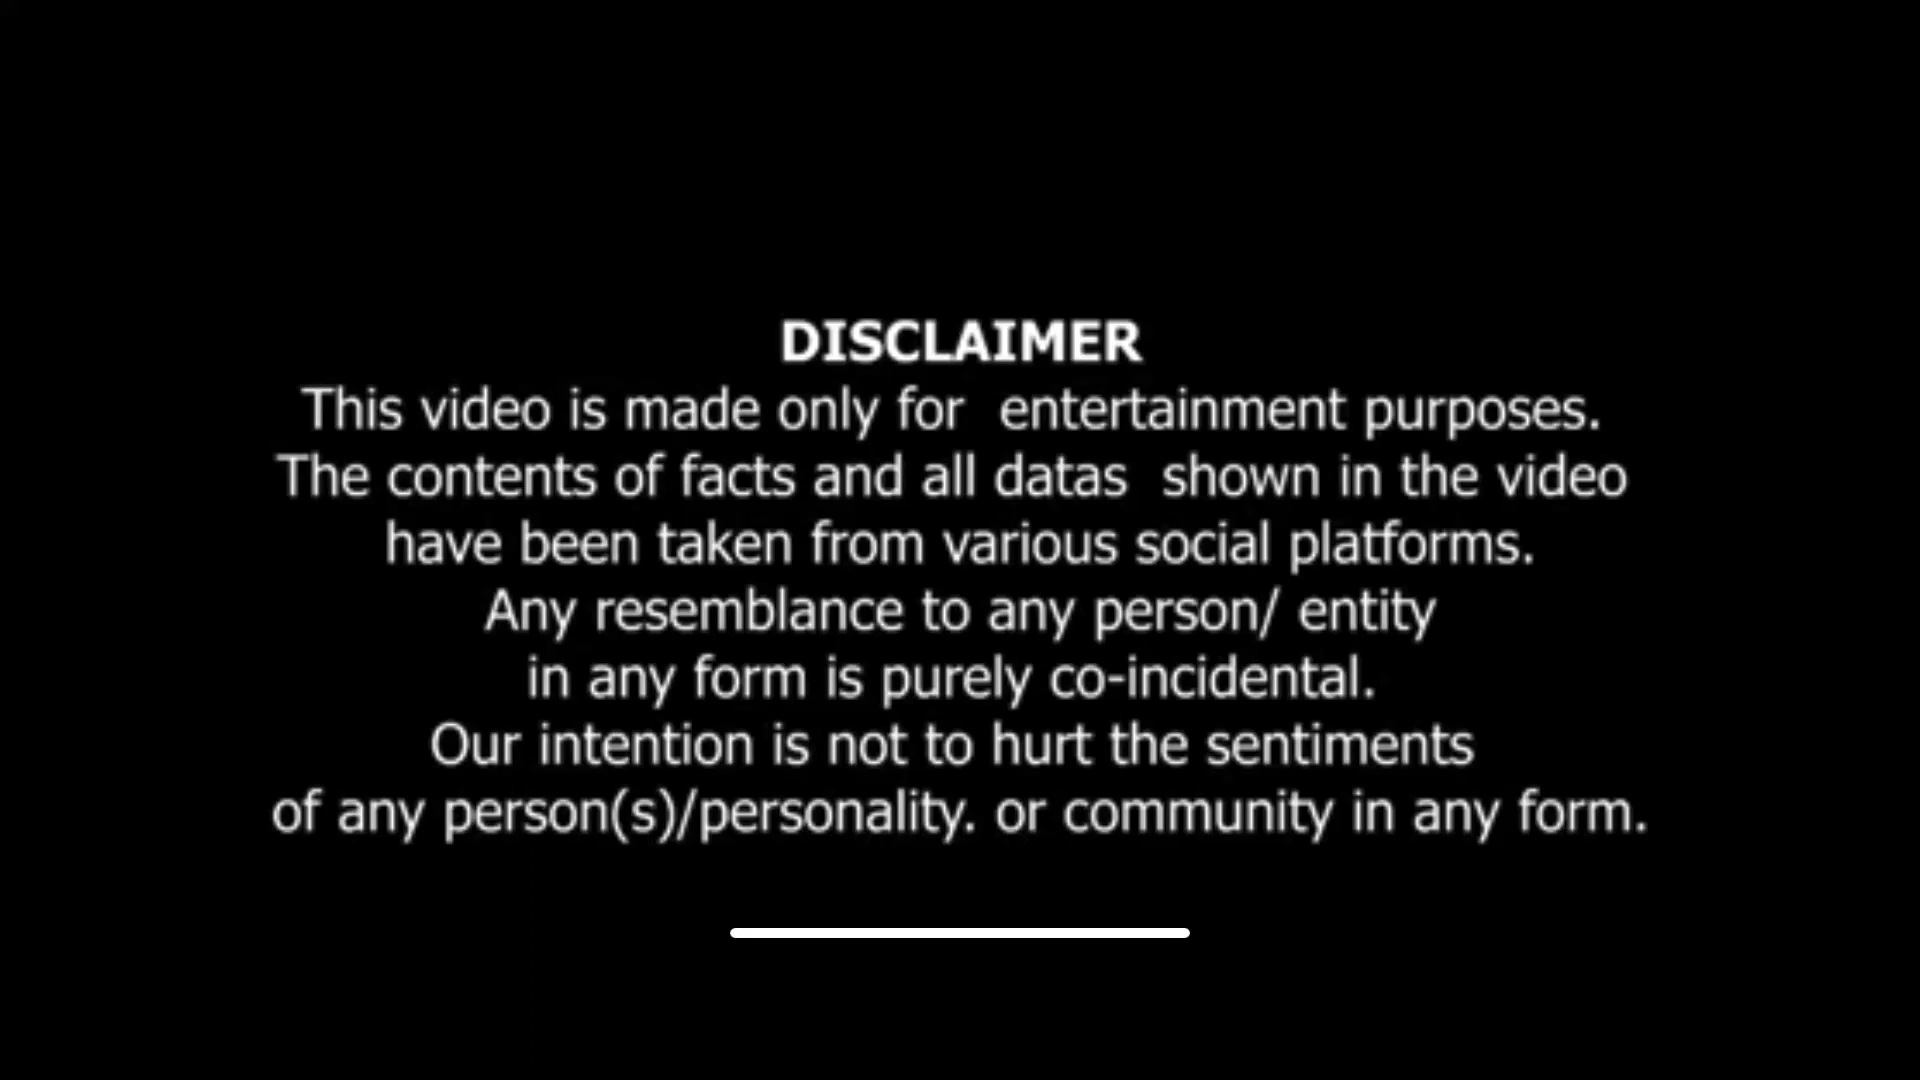 DISCLAIMER
This video is made only for  entertainment purposes.
The contents of facts and all datas  shown in the video
have been taken from various social platforms.
Any resemblance to any person/ entity
in any form is purely co-incidental.
Our intention is not to hurt the sentiments
of any person(s)/personality. or community in any form.